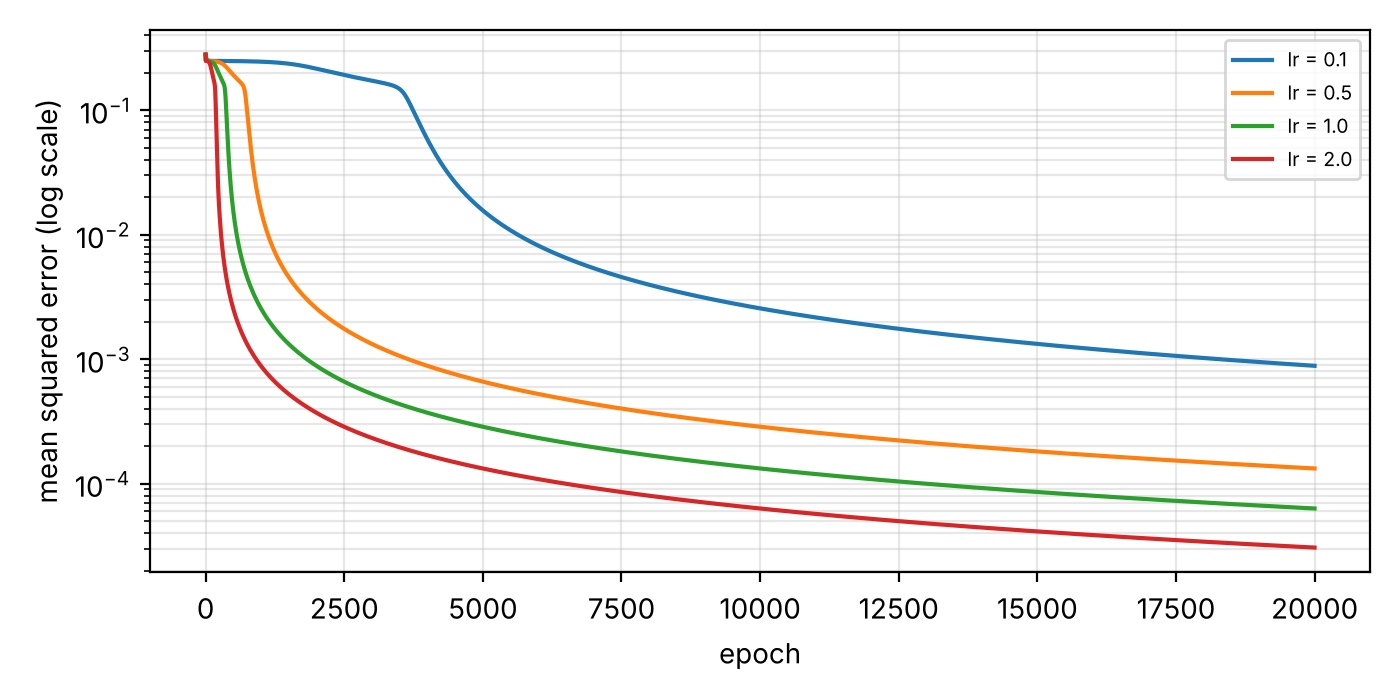 lr = 0.1
lr = 0.5
lr = 1.0
lr = 2.0
mean squared error (log scale)
10⁻¹
10⁻²
10⁻³
10⁻⁴
0 2500 5000 7500 10000 12500 15000 17500 20000
epoch